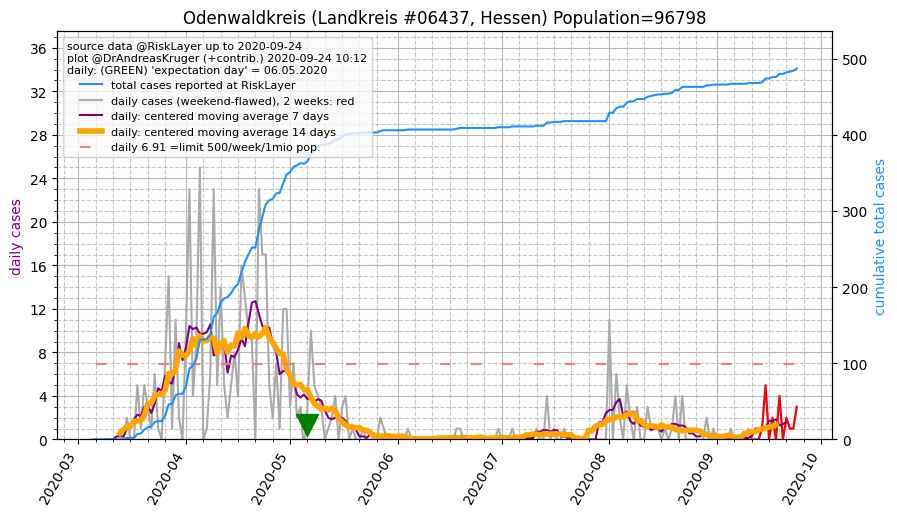 Odenwaldkreis (Landkreis #06437, Hessen) Population=96798
source data @RiskLayer up to 2020-09-24
plot @DrAndreasKruger (+contrib.) 2020-09-24 10:12
daily: (GREEN) 'expectation day' = 06.05.2020
total cases reported at RiskLayer
daily cases (weekend-flawed), 2 weeks: red
daily: centered moving average 7 days
daily: centered moving average 14 days
daily 6.91 =limit 500/week/1mio pop.
daily cases
36
32
28
24
20
16
12
8
4
0
cumulative total cases
500
400
300
200
100
0
2020-03
2020-04
2020-05
2020-06
2020-07
2020-08
2020-09
2020-10